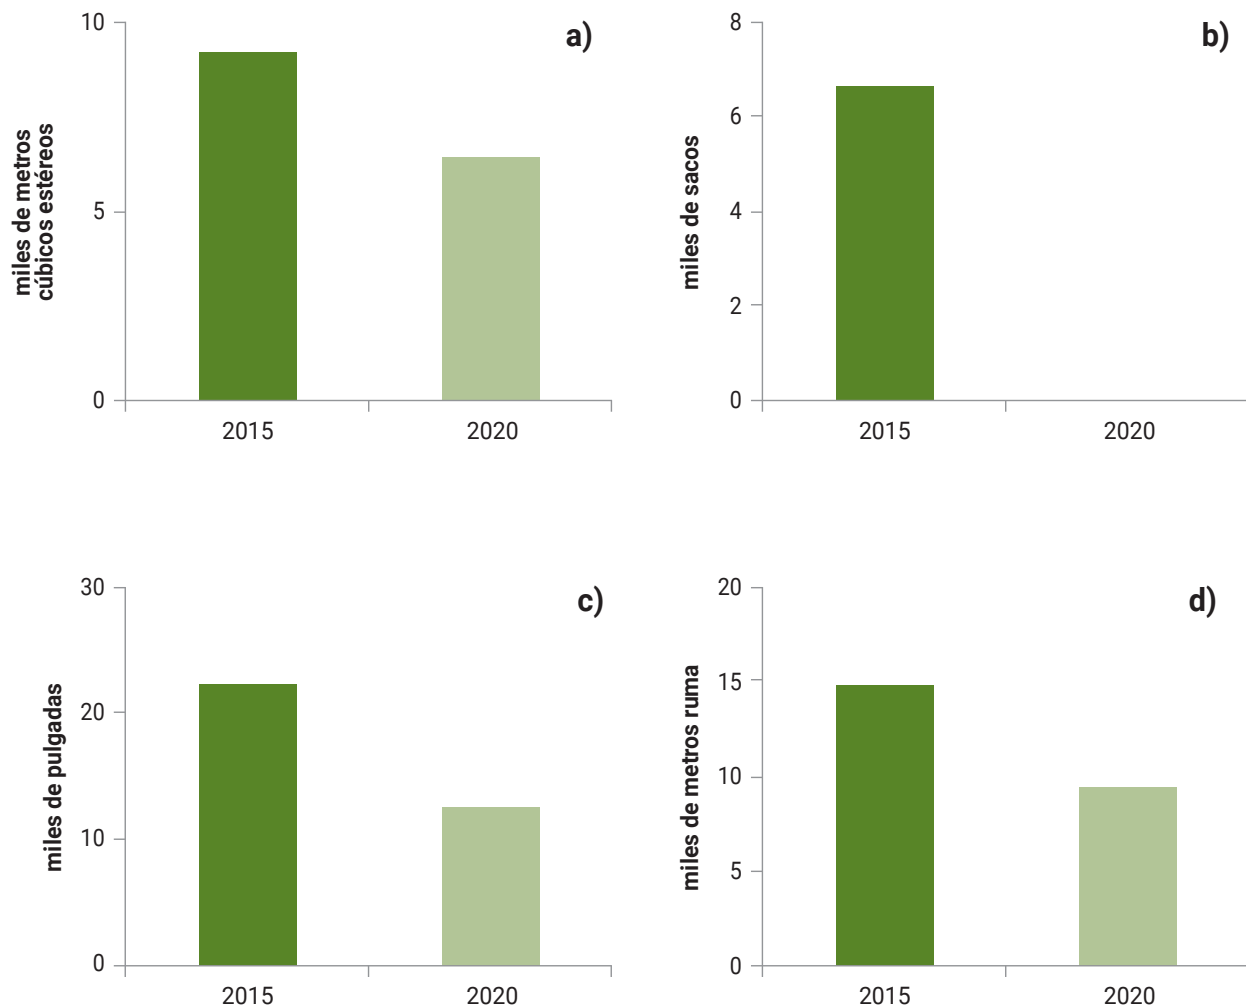 a)
10
5
0
miles de metros
cúbicos estéreos
2015
2020
b)
8
6
4
2
0
miles de sacos
2015
2020
c)
30
20
10
0
miles de pulgadas
2015
2020
d)
20
15
10
5
0
miles de metros ruma
2015
2020